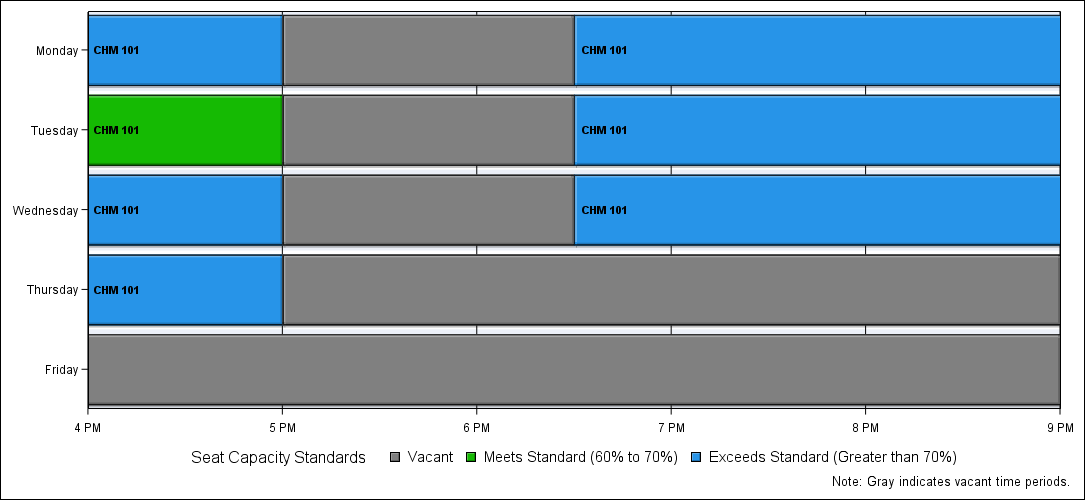 Monday CHM 101 CHM 101
Tuesday CHM 101 CHM 101
Wednesday CHM 101 CHM 101
Thursday CHM 101
Friday
4 PM 5 PM 6 PM 7 PM 8 PM 9 PM
Seat Capacity Standards Vacant Meets Standard (60% to 70%) Exceeds Standard (Greater than 70%)
Note: Gray indicates vacant time periods.